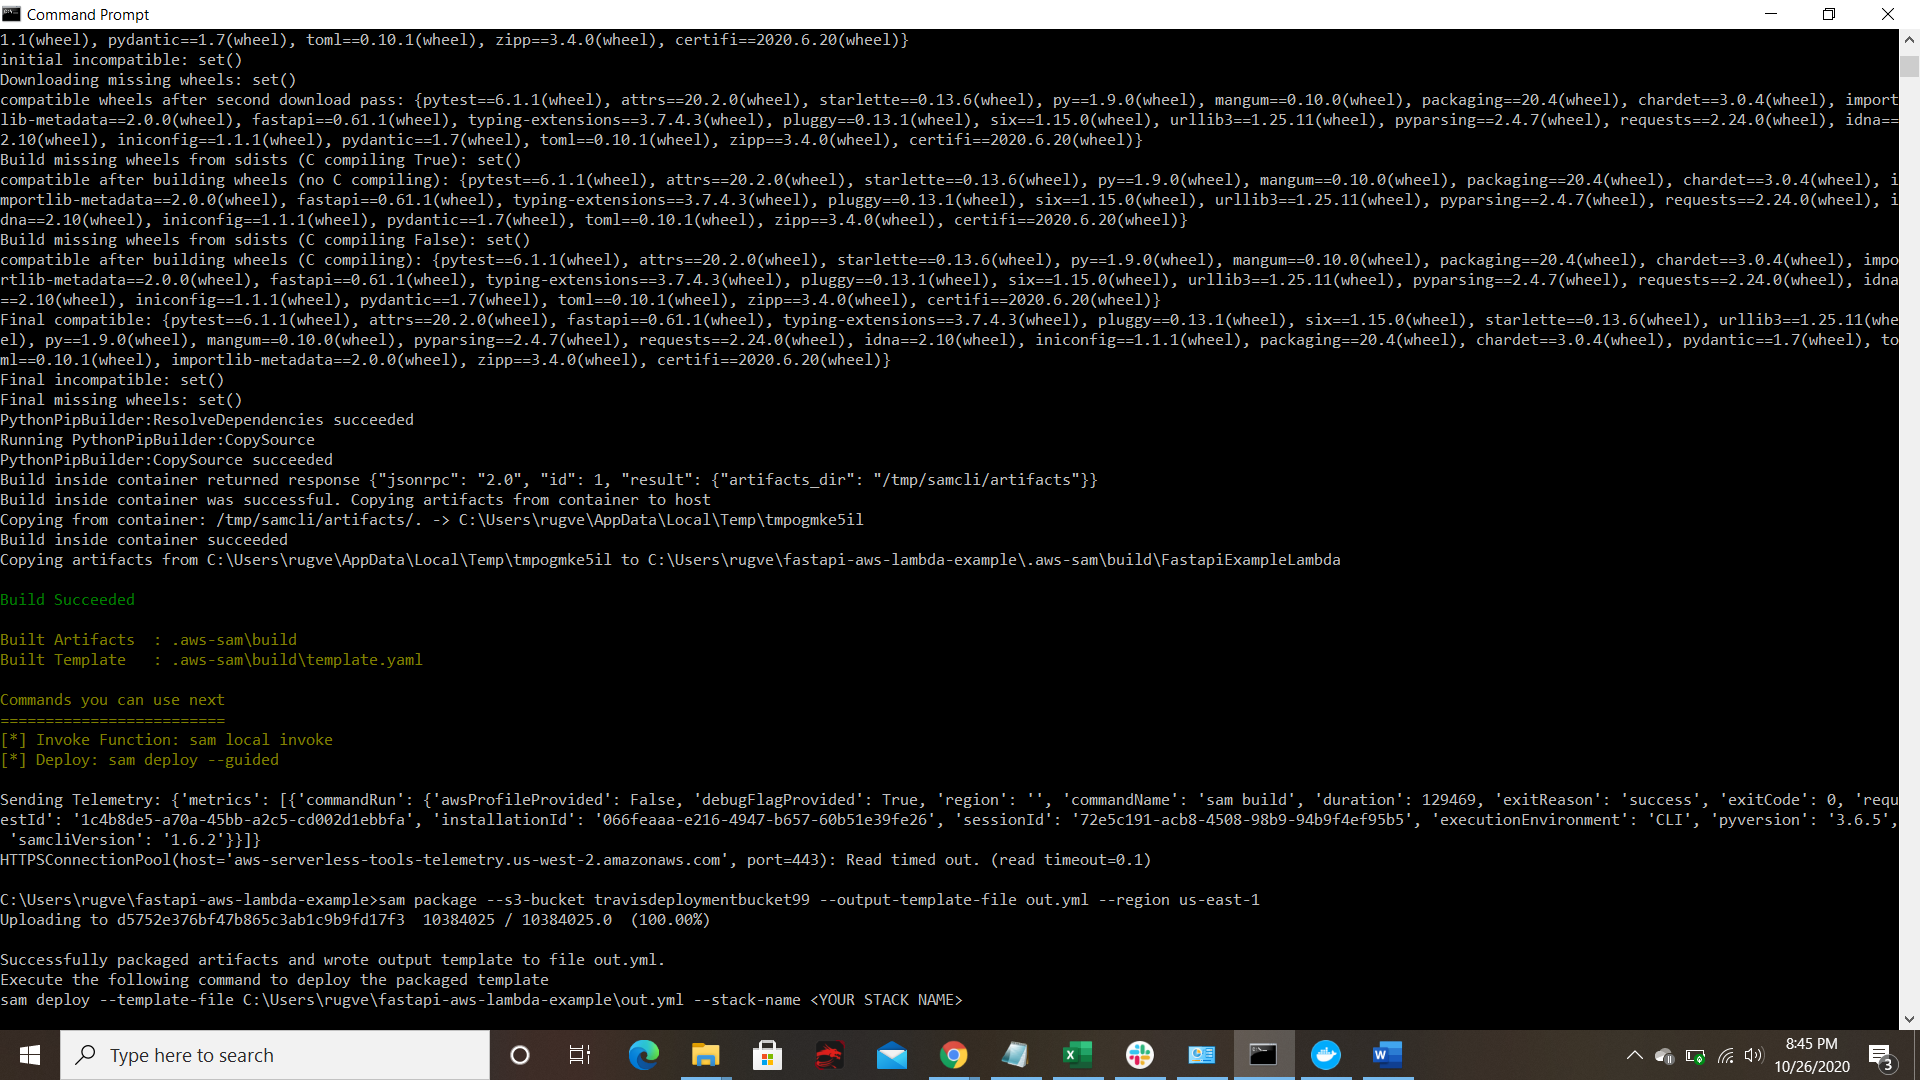 Command Prompt
1.1(wheel), pydantic==1.7(wheel), toml==0.10.1(wheel), zipp==3.4.0(wheel), certifi==2020.6.20(wheel)}
initial incompatible: set()
Downloading missing wheels: set()
compatible wheels after second download pass: {pytest==6.1.1(wheel), attrs==20.2.0(wheel), starlette==0.13.6(wheel), py==1.9.0(wheel), mangum==0.10.0(wheel), packaging==20.4(wheel), chardet==3.0.4(wheel), import
lib-metadata==2.0.0(wheel), fastapi==0.61.1(wheel), typing-extensions==3.7.4.3(wheel), pluggy==0.13.1(wheel), six==1.15.0(wheel), urllib3==1.25.11(wheel), pyparsing==2.4.7(wheel), requests==2.24.0(wheel), idna==
2.10(wheel), iniconfig==1.1.1(wheel), pydantic==1.7(wheel), toml==0.10.1(wheel), zipp==3.4.0(wheel), certifi==2020.6.20(wheel)}
Build missing wheels from sdists (C compiling True): set()
compatible after building wheels (no C compiling): {pytest==6.1.1(wheel), attrs==20.2.0(wheel), starlette==0.13.6(wheel), py==1.9.0(wheel), mangum==0.10.0(wheel), packaging==20.4(wheel), chardet==3.0.4(wheel), i
mportlib-metadata==2.0.0(wheel), fastapi==0.61.1(wheel), typing-extensions==3.7.4.3(wheel), pluggy==0.13.1(wheel), six==1.15.0(wheel), urllib3==1.25.11(wheel), pyparsing==2.4.7(wheel), requests==2.24.0(wheel), i
dna==2.10(wheel), iniconfig==1.1.1(wheel), pydantic==1.7(wheel), toml==0.10.1(wheel), zipp==3.4.0(wheel), certifi==2020.6.20(wheel)}
Build missing wheels from sdists (C compiling False): set()
compatible after building wheels (C compiling): {pytest==6.1.1(wheel), attrs==20.2.0(wheel), starlette==0.13.6(wheel), py==1.9.0(wheel), mangum==0.10.0(wheel), packaging==20.4(wheel), chardet==3.0.4(wheel), impo
rtlib-metadata==2.0.0(wheel), fastapi==0.61.1(wheel), typing-extensions==3.7.4.3(wheel), pluggy==0.13.1(wheel), six==1.15.0(wheel), urllib3==1.25.11(wheel), pyparsing==2.4.7(wheel), requests==2.24.0(wheel), idna
==2.10(wheel), iniconfig==1.1.1(wheel), pydantic==1.7(wheel), toml==0.10.1(wheel), zipp==3.4.0(wheel), certifi==2020.6.20(wheel)}
Final compatible: {pytest==6.1.1(wheel), attrs==20.2.0(wheel), fastapi==0.61.1(wheel), typing-extensions==3.7.4.3(wheel), pluggy==0.13.1(wheel), six==1.15.0(wheel), starlette==0.13.6(wheel), urllib3==1.25.11(whe
el), py==1.9.0(wheel), mangum==0.10.0(wheel), pyparsing==2.4.7(wheel), requests==2.24.0(wheel), idna==2.10(wheel), iniconfig==1.1.1(wheel), packaging==20.4(wheel), chardet==3.0.4(wheel), pydantic==1.7(wheel), to
ml==0.10.1(wheel), importlib-metadata==2.0.0(wheel), zipp==3.4.0(wheel), certifi==2020.6.20(wheel)}
Final incompatible: set()
Final missing wheels: set()
PythonPipBuilder:ResolveDependencies succeeded
Running PythonPipBuilder:CopySource
PythonPipBuilder:CopySource succeeded
Build inside container returned response {"jsonrpc": "2.0", "id": 1, "result": {"artifacts_dir": "/tmp/samcli/artifacts"}}
Build inside container was successful. Copying artifacts from container to host
Copying from container: /tmp/samcli/artifacts/. -> C:\Users\rugve\AppData\Local\Temp\tmpogmke5il
Build inside container succeeded
Copying artifacts from C:\Users\rugve\AppData\Local\Temp\tmpogmke5il to C:\Users\rugve\fastapi-aws-lambda-example\.aws-sam\build\FastapiExampleLambda
Build Succeeded
Built Artifacts  : .aws-sam\build
Built Template   : .aws-sam\build\template.yaml
Commands you can use next
=========================
[*] Invoke Function: sam local invoke
[*] Deploy: sam deploy --guided
Sending Telemetry: {'metrics': [{'commandRun': {'awsProfileProvided': False, 'debugFlagProvided': True, 'region': '', 'commandName': 'sam build', 'duration': 129469, 'exitReason': 'success', 'exitCode': 0, 'requ
estId': '1c4b8de5-a70a-45bb-a2c5-cd002d1ebbfa', 'installationId': '066feaaa-e216-4947-b657-60b51e39fe26', 'sessionId': '72e5c191-acb8-4508-98b9-94b9f4ef95b5', 'executionEnvironment': 'CLI', 'pyversion': '3.6.5',
 'samcliVersion': '1.6.2'}}]}
HTTPSConnectionPool(host='aws-serverless-tools-telemetry.us-west-2.amazonaws.com', port=443): Read timed out. (read timeout=0.1)
C:\Users\rugve\fastapi-aws-lambda-example>sam package --s3-bucket travisdeploymentbucket99 --output-template-file out.yml --region us-east-1
Uploading to d5752e376bf47b865c3ab1c9b9fd17f3  10384025 / 10384025.0  (100.00%)
Successfully packaged artifacts and wrote output template to file out.yml.
Execute the following command to deploy the packaged template
sam deploy --template-file C:\Users\rugve\fastapi-aws-lambda-example\out.yml --stack-name <YOUR STACK NAME>
Type here to search
8:45 PM
10/26/2020
3